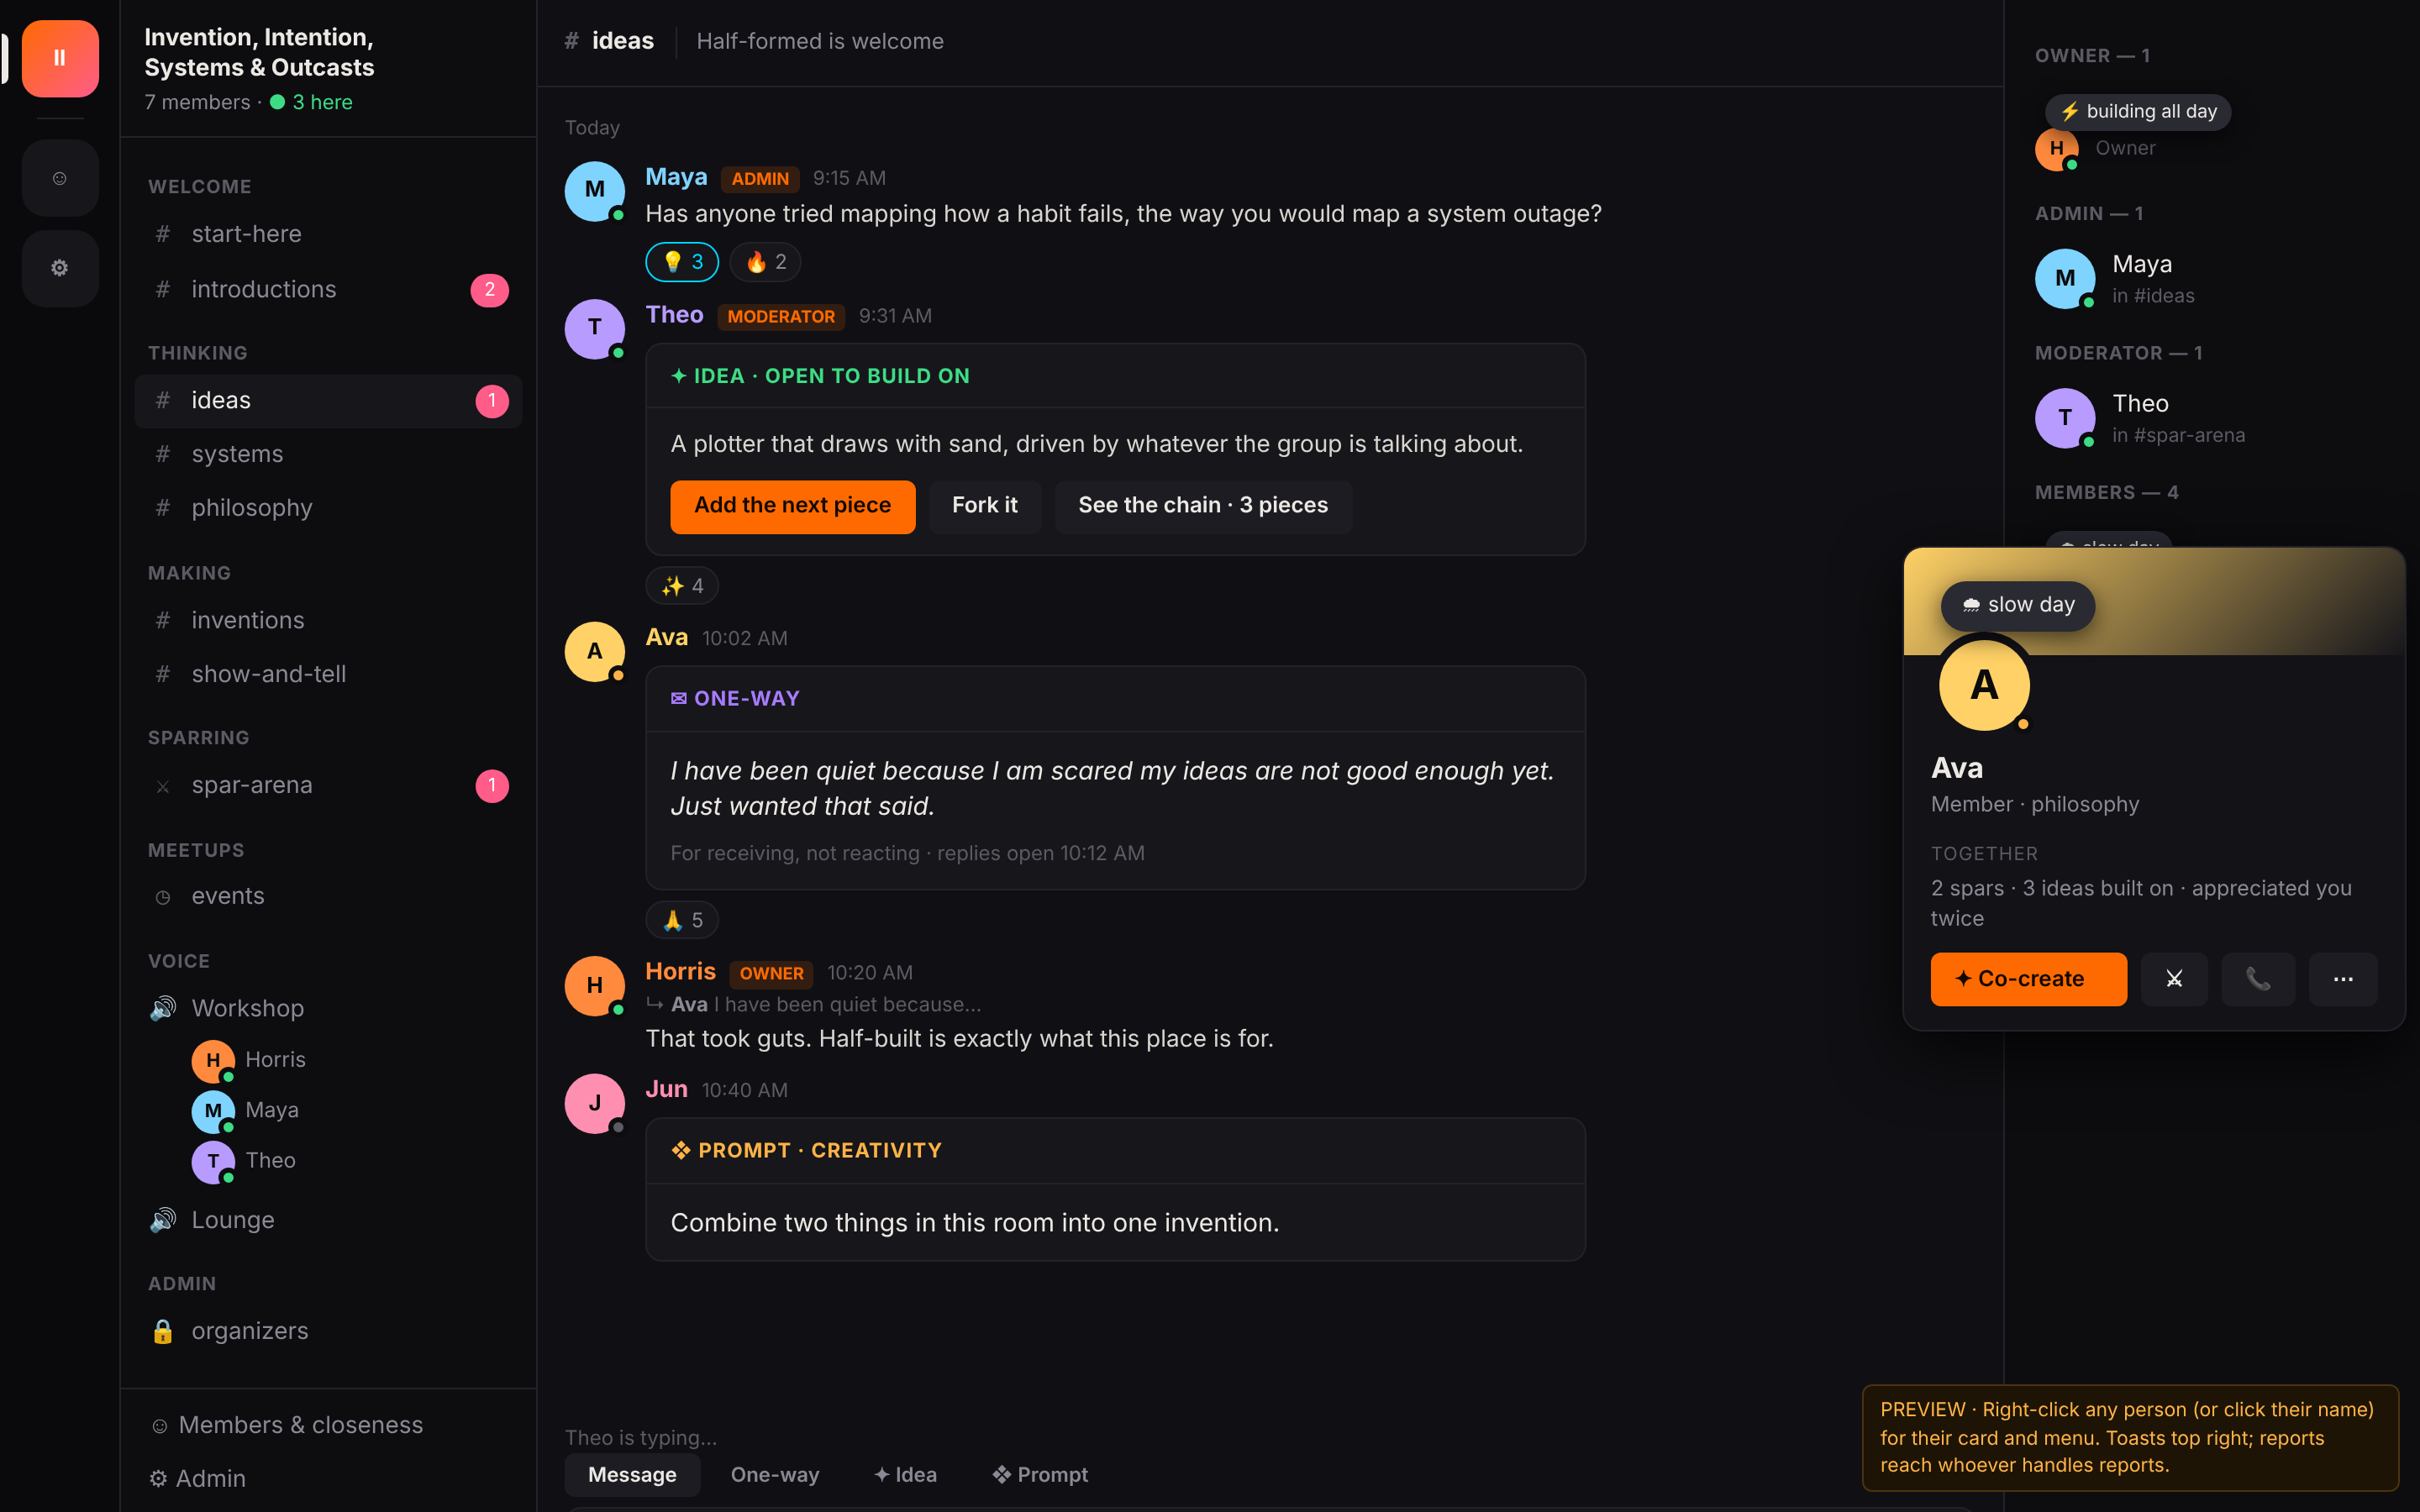 II
Invention, Intention,
Systems & Outcasts
7 members · 3 here
WELCOME
# start-here
# introductions 2
THINKING
# ideas 1
# systems
# philosophy
MAKING
# inventions
# show-and-tell
SPARRING
⚔ spar-arena 1
MEETUPS
◷ events
VOICE
🔊 Workshop
H Horris
M Maya
T Theo
🔊 Lounge
ADMIN
🔒 organizers
☺ Members & closeness
⚙ Admin
# ideas Half-formed is welcome
Today
M
Maya ADMIN 9:15 AM
Has anyone tried mapping how a habit fails, the way you would map a system outage?
💡 3 🔥 2
T
Theo MODERATOR 9:31 AM
✦ IDEA · OPEN TO BUILD ON
A plotter that draws with sand, driven by whatever the group is talking about.
Add the next piece Fork it See the chain · 3 pieces
✨ 4
A
Ava 10:02 AM
✉ ONE-WAY
I have been quiet because I am scared my ideas are not good enough yet.
Just wanted that said.
For receiving, not reacting · replies open 10:12 AM
🙏 5
H
Horris OWNER 10:20 AM
↪ Ava I have been quiet because...
That took guts. Half-built is exactly what this place is for.
J
Jun 10:40 AM
❖ PROMPT · CREATIVITY
Combine two things in this room into one invention.
Theo is typing...
Message One-way ✦ Idea ❖ Prompt
OWNER — 1
⚡ building all day
H Owner
ADMIN — 1
M Maya
in #ideas
MODERATOR — 1
T Theo
in #spar-arena
MEMBERS — 4
🌧 slow day
A
Ava
Member · philosophy
TOGETHER
2 spars · 3 ideas built on · appreciated you
twice
✦ Co-create ⚔ 📞 ⋯
PREVIEW · Right-click any person (or click their name)
for their card and menu. Toasts top right; reports
reach whoever handles reports.